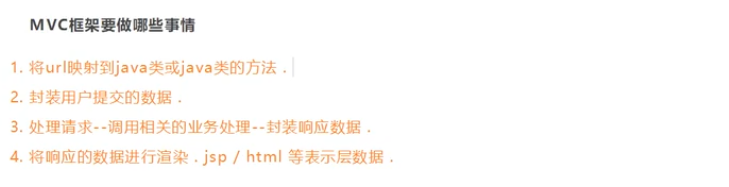 MVC框架要做哪些事情
1. 将url映射到java类或java类的方法 .
2. 封装用户提交的数据 .
3. 处理请求--调用相关的业务处理--封装响应数据 .
4. 将响应的数据进行渲染 . jsp / html 等表示层数据 .